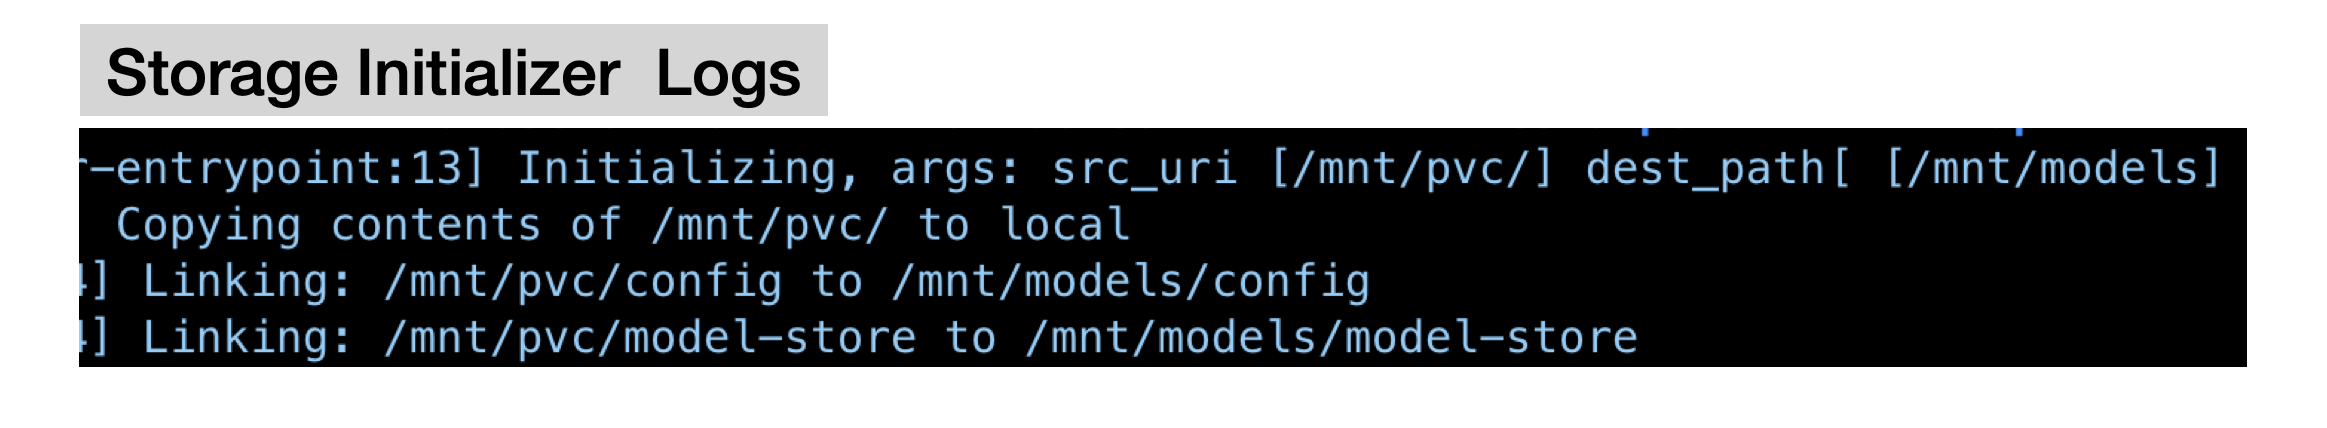 Storage Initializer  Logs
r-entrypoint:13] Initializing, args: src_uri [/mnt/pvc/] dest_path[ [/mnt/models]
Copying contents of /mnt/pvc/ to local
4] Linking: /mnt/pvc/config to /mnt/models/config
4] Linking: /mnt/pvc/model-store to /mnt/models/model-store